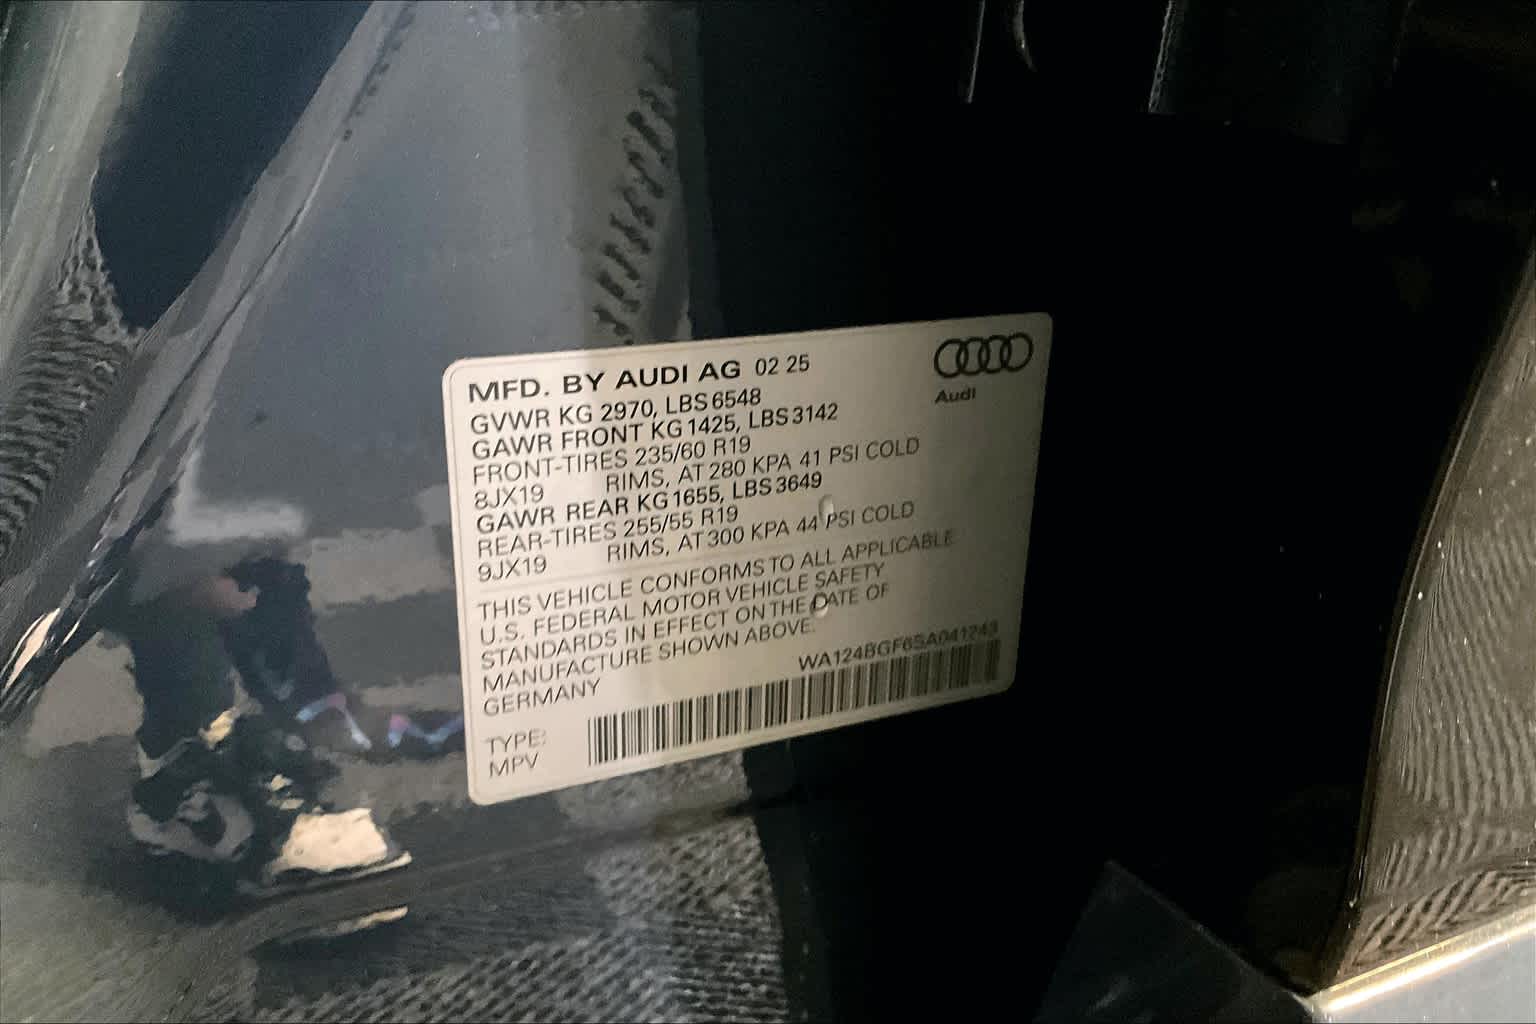 MFD. BY AUDI AG 02 25
Audi
GVWR KG 2970, LBS 6548
GAWR FRONT KG 1425, LBS 3142
FRONT-TIRES 235/60 R19
8JX19 RIMS, AT 280 KPA 41 PSI COLD
GAWR REAR KG 1655, LBS 3649
REAR-TIRES 255/55 R19
9JX19 RIMS, AT 300 KPA 44 PSI COLD
THIS VEHICLE CONFORMS TO ALL APPLICABLE
U.S. FEDERAL MOTOR VEHICLE SAFETY
STANDARDS IN EFFECT ON THE DATE OF
MANUFACTURE SHOWN ABOVE.
GERMANY
WA124BGF6SA041243
TYPE:
MPV